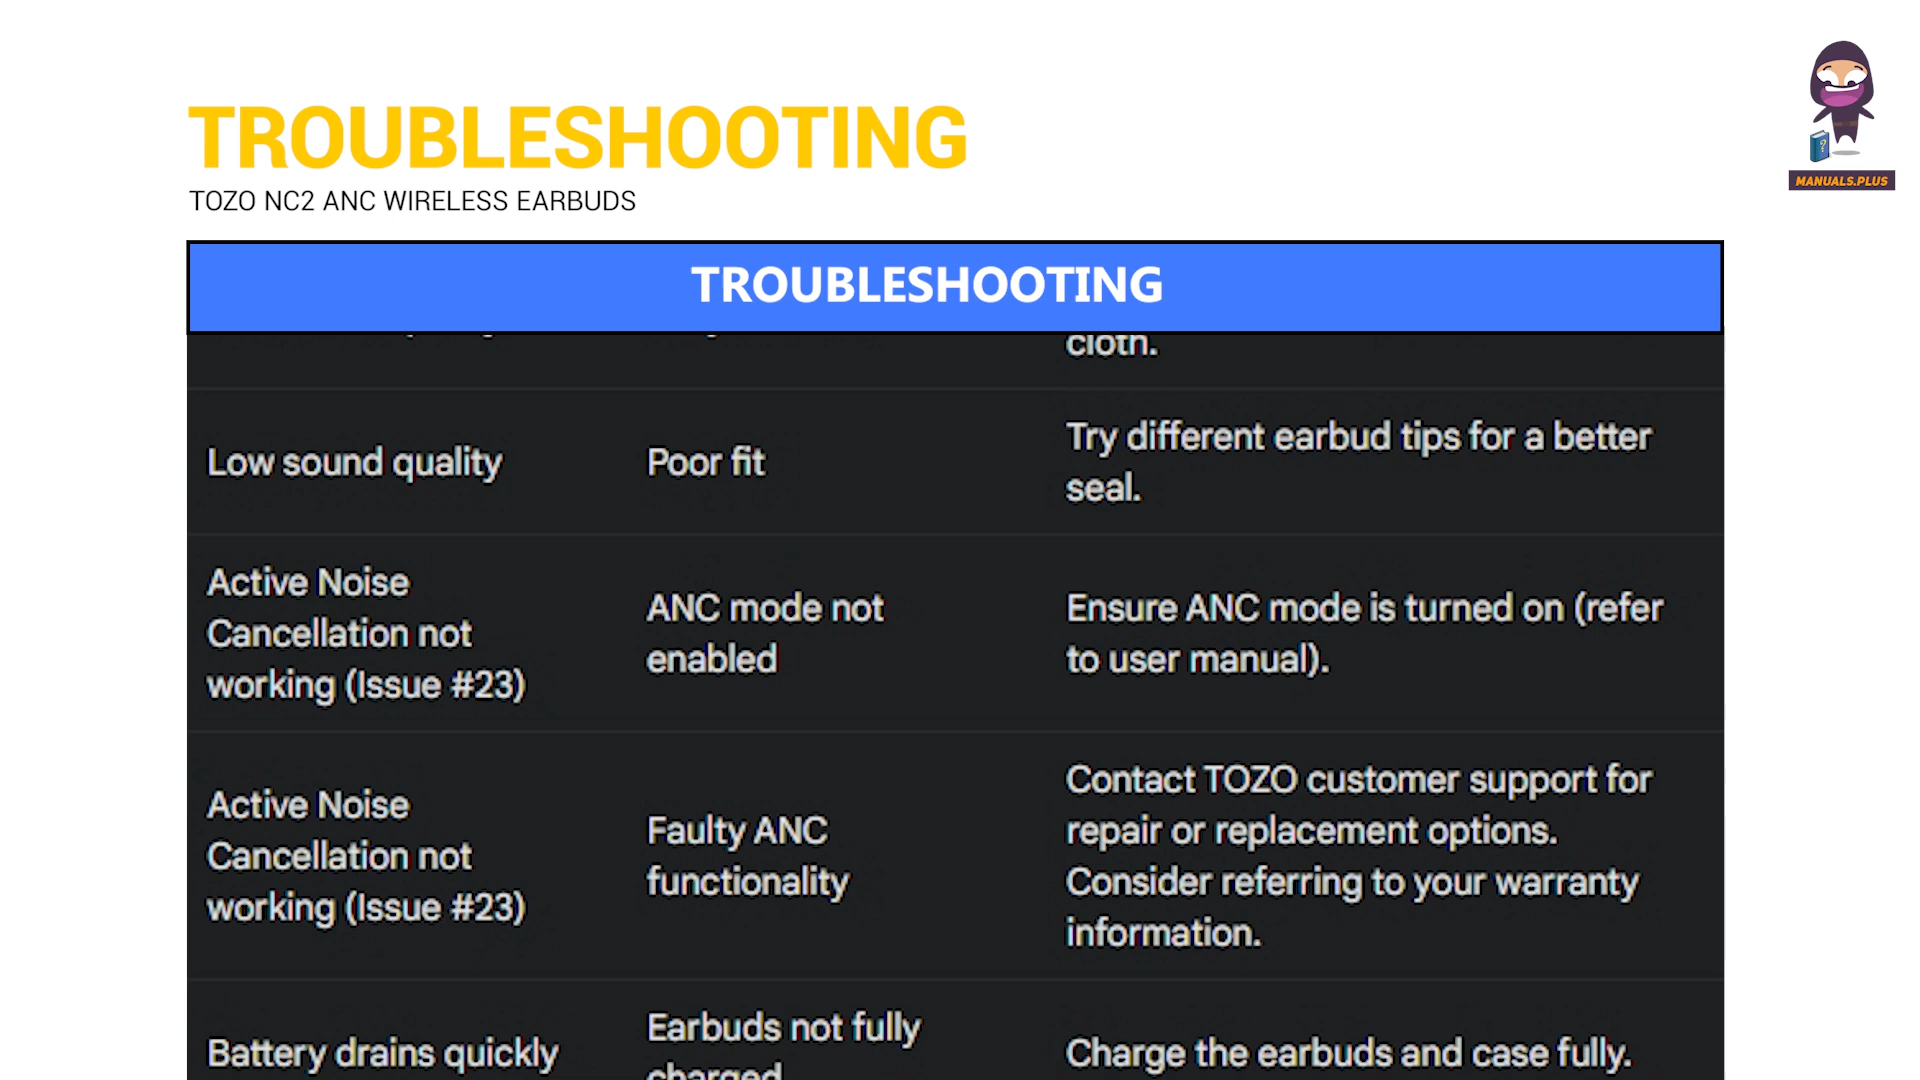 TROUBLESHOOTING
TOZO NC2 ANC WIRELESS EARBUDS
?
MANUALS.PLUS
TROUBLESHOOTING
cloth.
Low sound quality
Poor fit
Try different earbud tips for a better
seal.
Active Noise
Cancellation not
working (Issue #23)
ANC mode not
enabled
Ensure ANC mode is turned on (refer
to user manual).
Active Noise
Cancellation not
working (Issue #23)
Faulty ANC
functionality
Contact TOZO customer support for
repair or replacement options.
Consider referring to your warranty
information.
Battery drains quickly
Earbuds not fully
charged
Charge the earbuds and case fully.